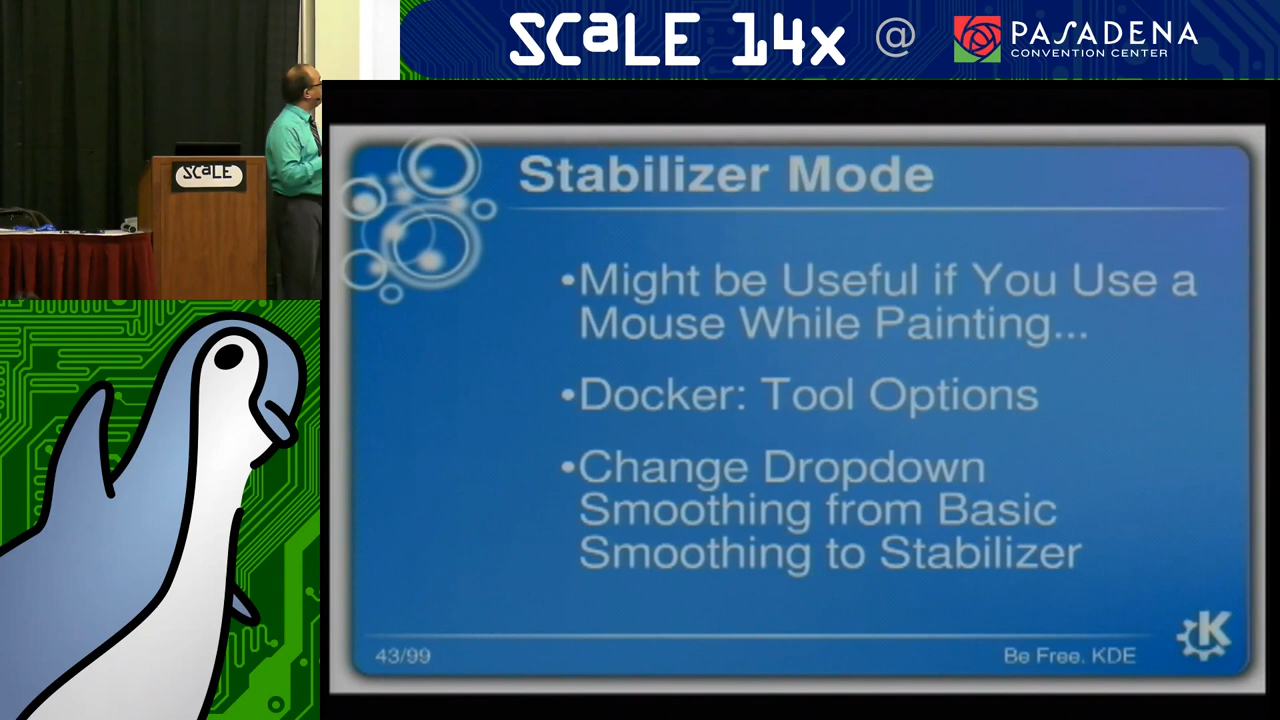 SCaLE 14x @ PASADENA
CONVENTION CENTER
SCALE
Stabilizer Mode
•Might be Useful if You Use a
Mouse While Painting...
•Docker: Tool Options
•Change Dropdown
Smoothing from Basic
Smoothing to Stabilizer
43/99
Be Free. KDE
K